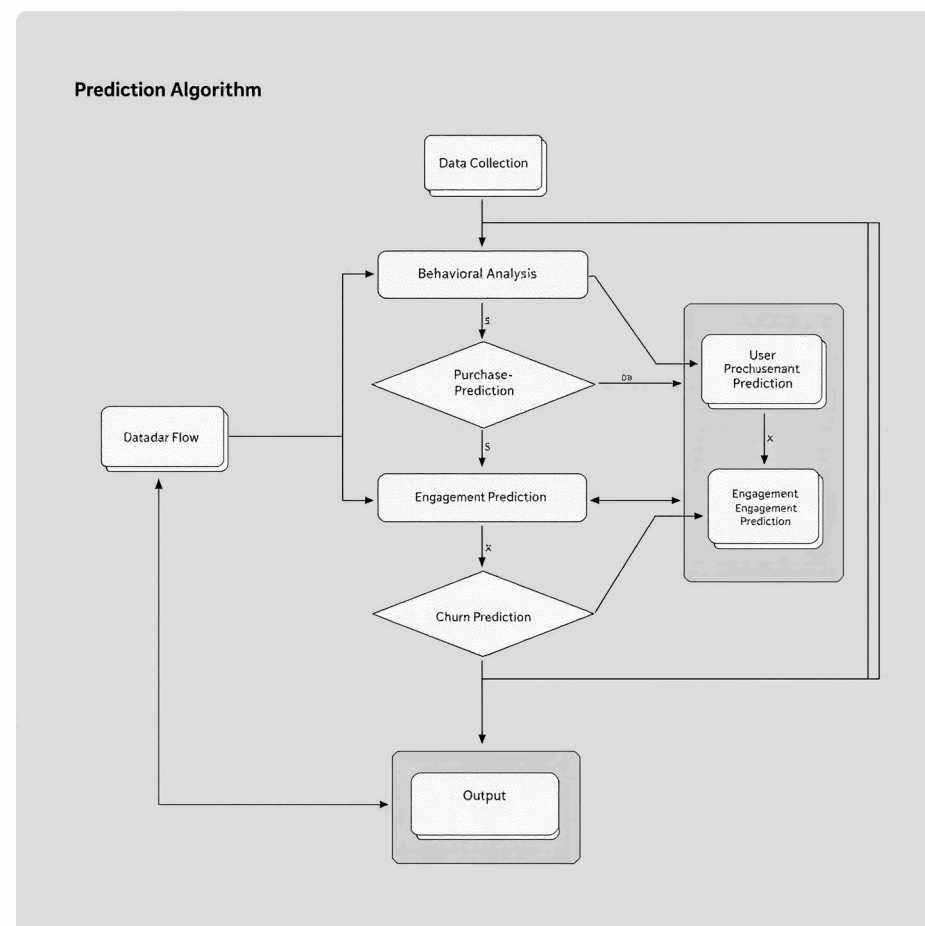 Prediction Algorithm
Data Collection
Behavioral Analysis
S
Purchase-
Prediction
User
Prochusenant
Prediction
Datadar Flow
S
X
Engagement Prediction
Engagement
Engagement
Prediction
X
Churn Prediction
Output